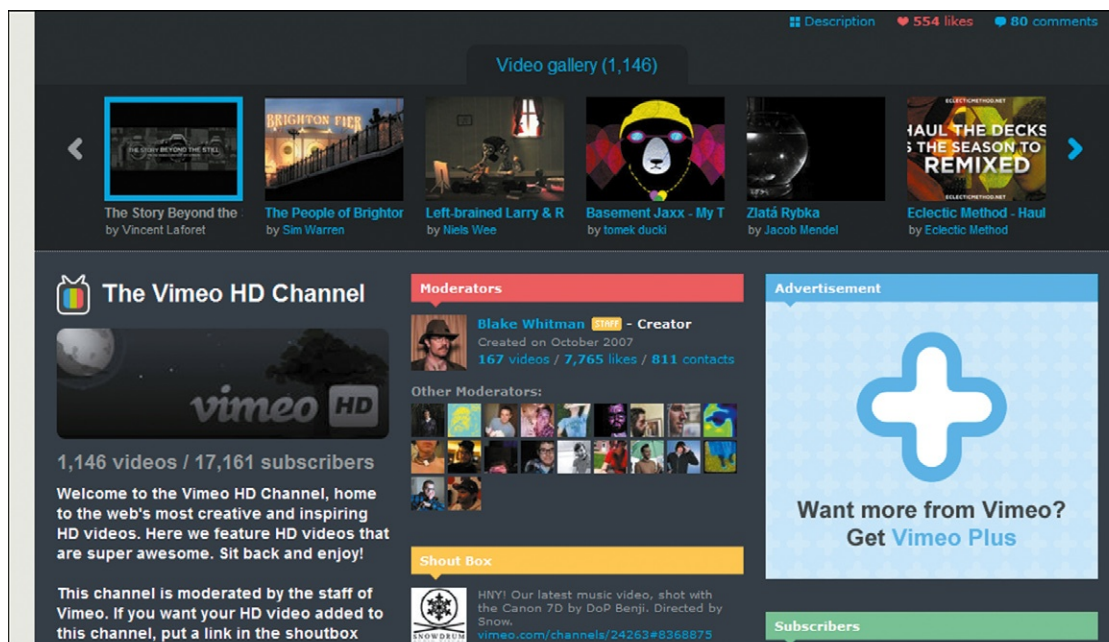 Description 554 likes 80 comments
Video gallery (1,146)
THE STORY BEYOND THE STILL
BRIGHTON PIER
ECLECTICMETHOD.NET
HAUL THE DECKS
THE SEASON TO
REMIXED
ECLECTICMETHOD.NET
The Story Beyond the
by Vincent Laforet
The People of Brighton
by Sim Warren
Left-brained Larry & R
by Niels Wee
Basement Jaxx - My T
by tomek ducki
Zlatá Rybka
by Jacob Mendel
Eclectic Method - Haul
by Eclectic Method
The Vimeo HD Channel
vimeo HD
1,146 videos / 17,161 subscribers
Welcome to the Vimeo HD Channel, home
to the web's most creative and inspiring
HD videos. Here we feature HD videos that
are super awesome. Sit back and enjoy!
This channel is moderated by the staff of
Vimeo. If you want your HD video added to
this channel, put a link in the shoutbox
Moderators
Blake Whitman STAFF - Creator
Created on October 2007
167 videos / 7,765 likes / 811 contacts
Other Moderators:
Shout Box
HNY! Our latest music video, shot with
the Canon 7D by DoP Benji. Directed by
Snow.
vimeo.com/channels/24263#8368875
SNOWDRUM
Advertisement
Want more from Vimeo?
Get Vimeo Plus
Subscribers